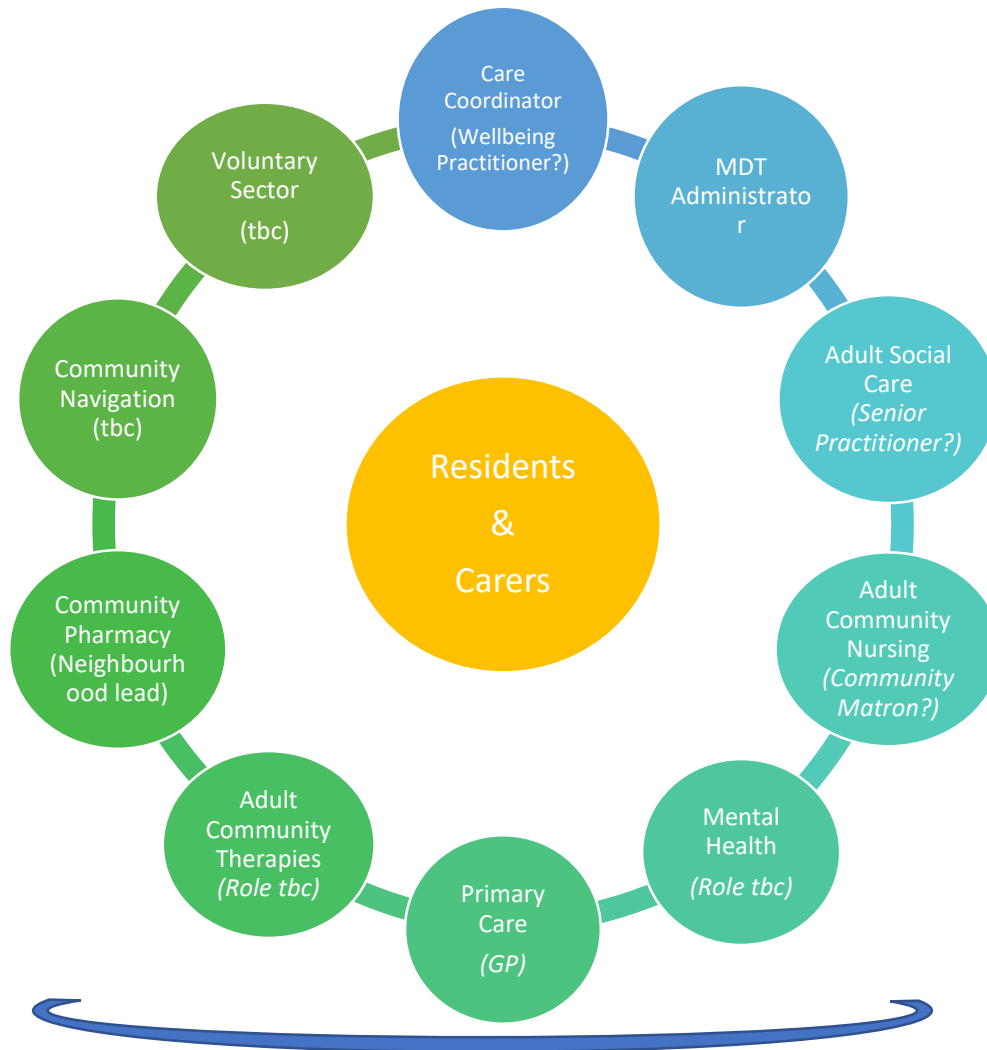 Care
Coordinator
(Wellbeing
Practitioner?)
MDT
Administrato
r
Adult Social
Care
(Senior
Practitioner?)
Adult
Community
Nursing
(Community
Matron?)
Mental
Health
(Role tbc)
Primary
Care
(GP)
Adult
Community
Therapies
(Role tbc)
Community
Pharmacy
(Neighbourh
ood lead)
Community
Navigation
(tbc)
Voluntary
Sector
(tbc)
Residents
&
Carers